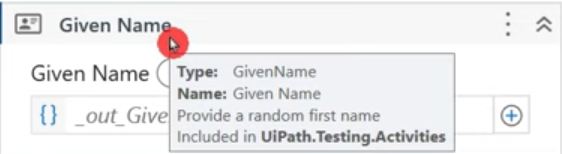 Given Name
Given Name
Type: GivenName
Name: Given Name
{} _out_Give
Provide a random first name
Included in UiPath.Testing.Activities